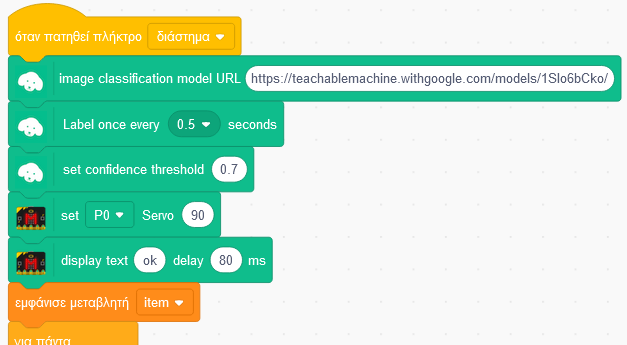 όταν πατηθεί πλήκτρο διάστημα
image classification model URL https://teachablemachine.withgoogle.com/models/1SIo6bCko/
Label once every 0.5 seconds
set confidence threshold 0.7
set P0 Servo 90
display text ok delay 80 ms
εμφάνισε μεταβλητή item
για πάντα